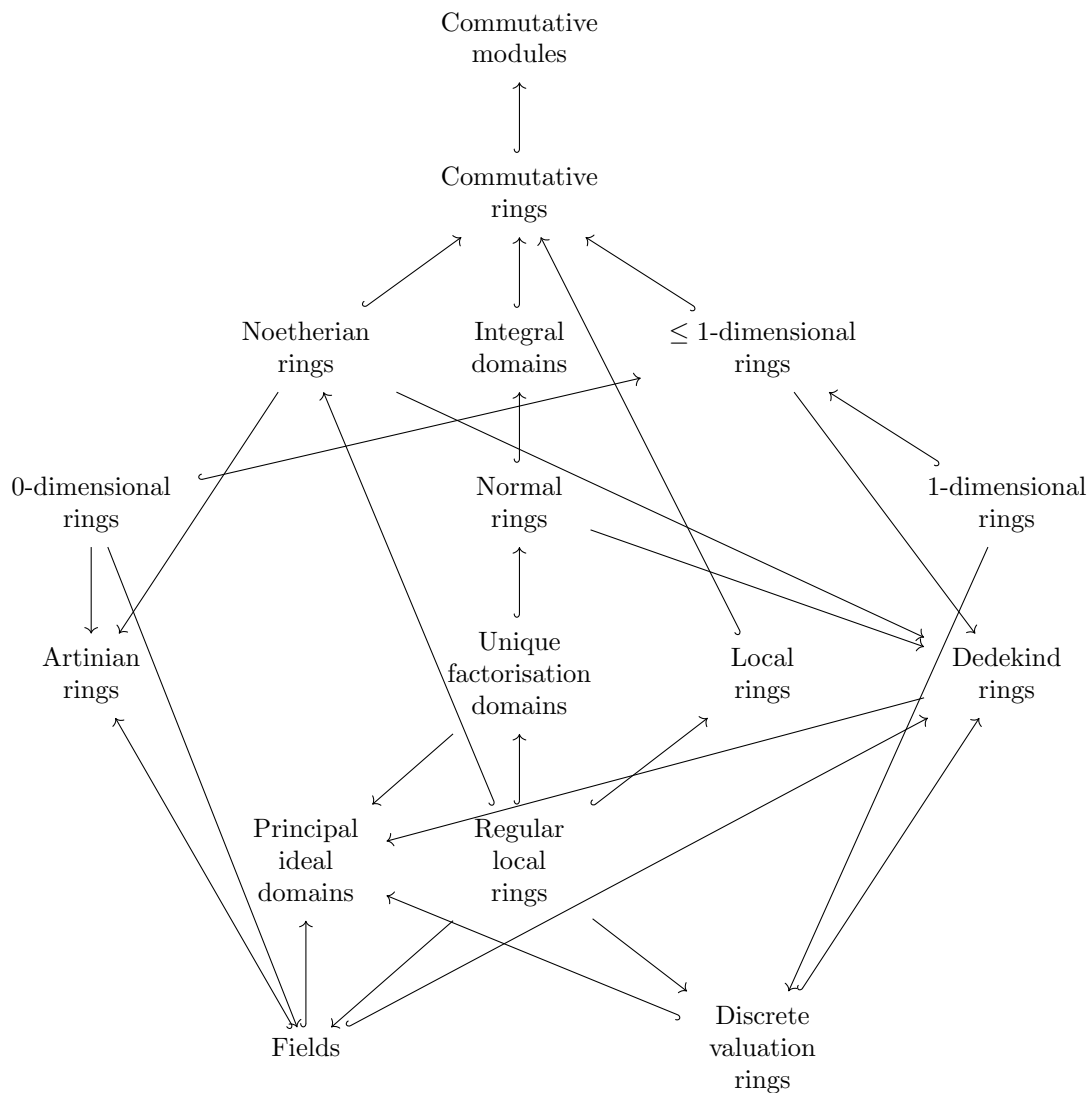 Commutative
modules
Commutative
rings
Noetherian
rings
Integral
domains
≤ 1-dimensional
rings
0-dimensional
rings
Normal
rings
1-dimensional
rings
Artinian
rings
Unique
factorisation
domains
Local
rings
Dedekind
rings
Principal
ideal
domains
Regular
local
rings
Fields
Discrete
valuation
rings